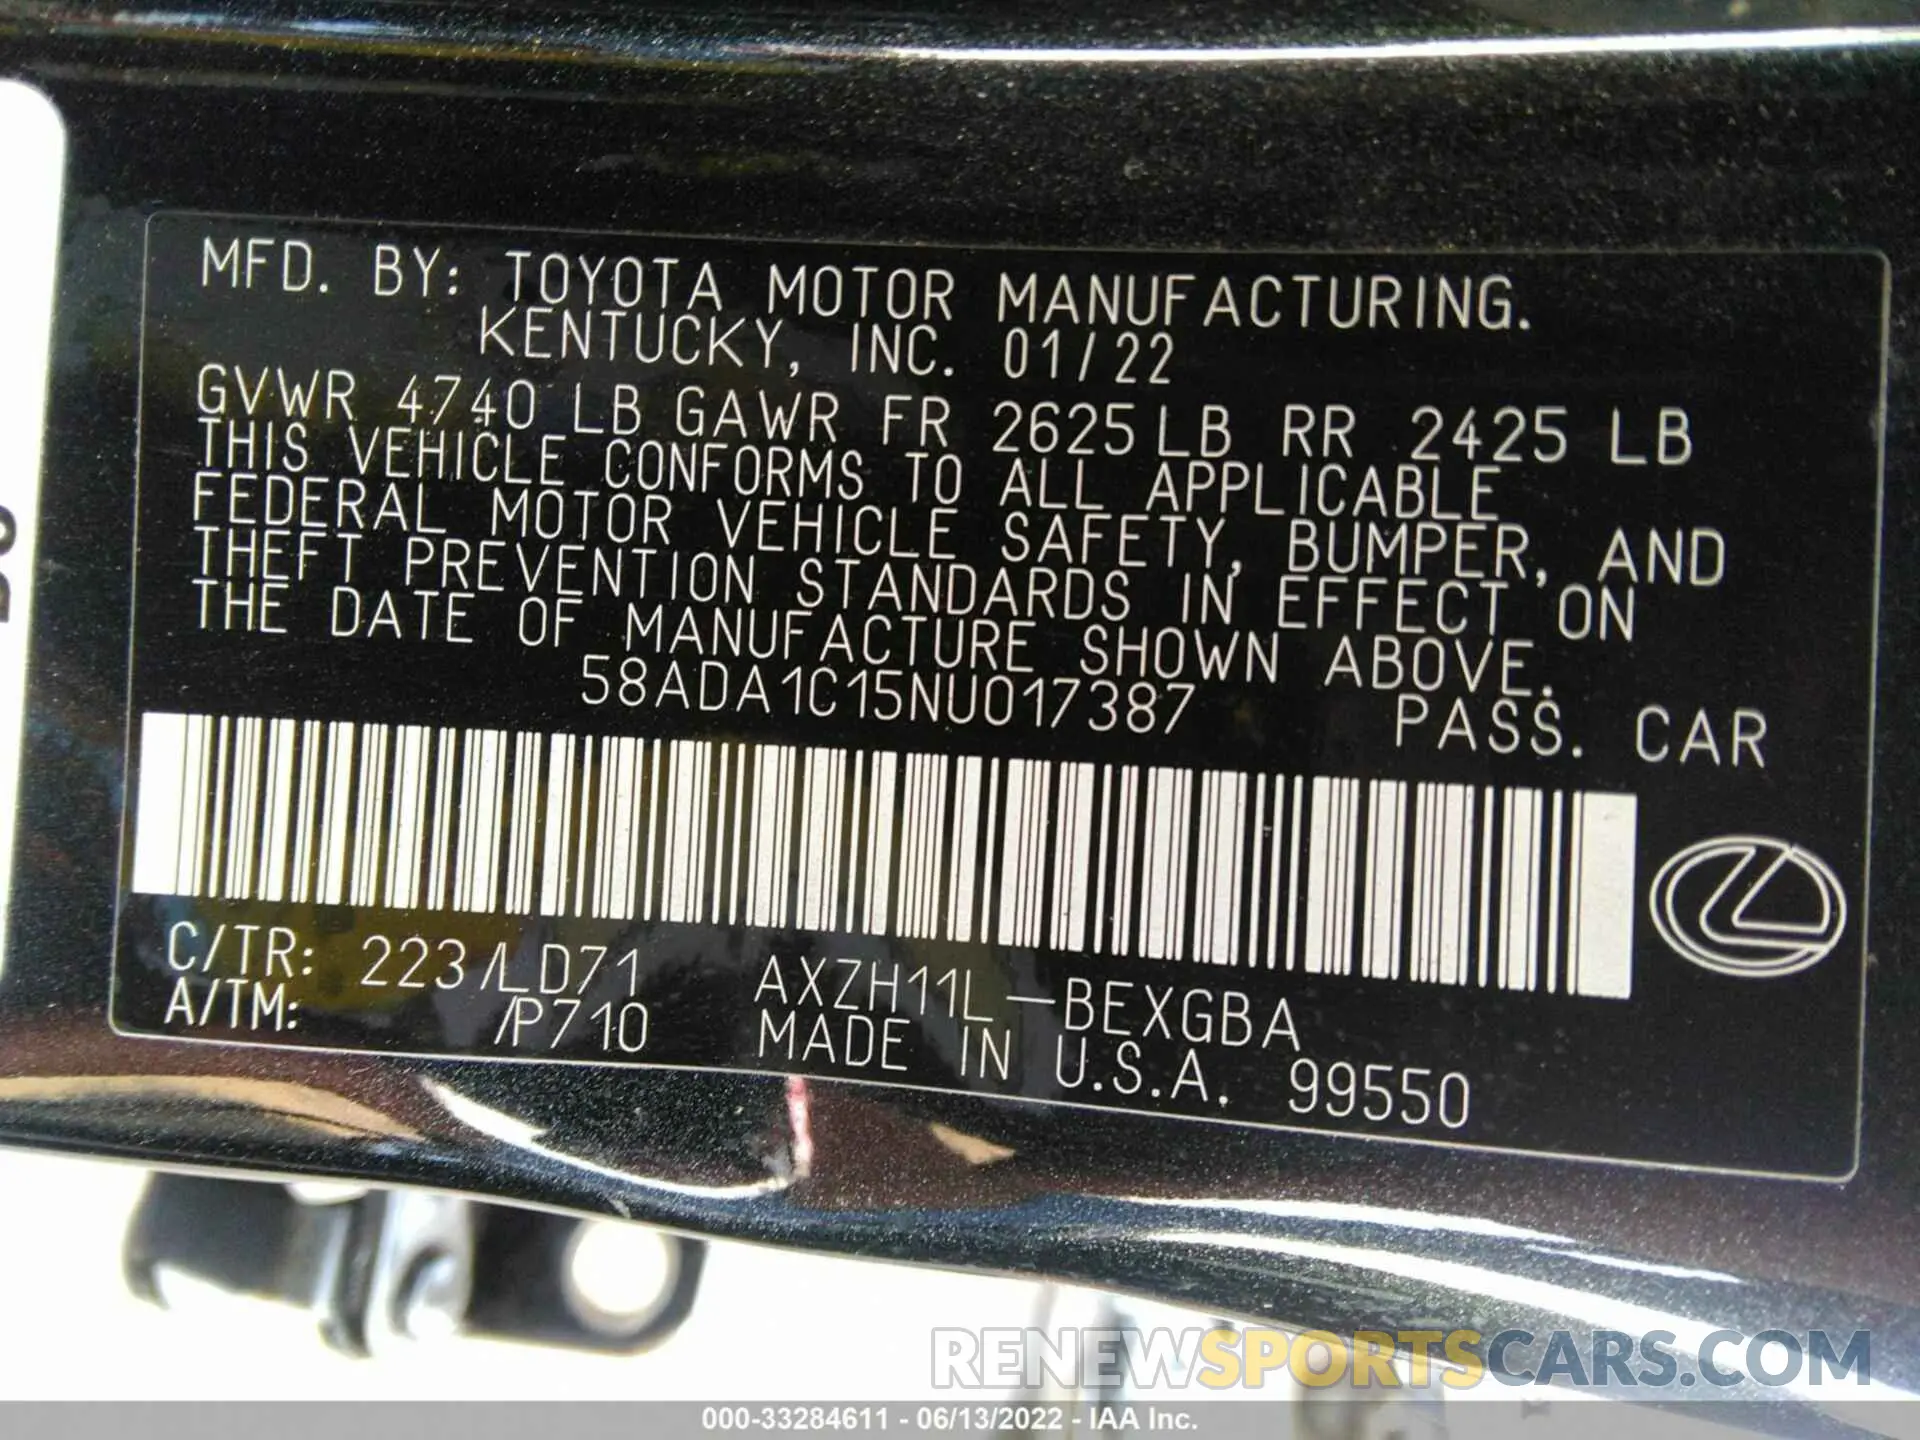 MFD. BY: TOYOTA MOTOR MANUFACTURING.
KENTUCKY, INC. 01/22
GVWR 4740 LB GAWR FR 2625 LB RR 2425 LB
THIS VEHICLE CONFORMS TO ALL APPLICABLE
FEDERAL MOTOR VEHICLE SAFETY, BUMPER, AND
THEFT PREVENTION STANDARDS IN EFFECT ON
THE DATE OF MANUFACTURE SHOWN ABOVE.
58ADA1C15NU017387 PASS. CAR
C/TR: 223/LD71 AXZH11L-BEXGBA
A/TM: /P710 MADE IN U.S.A. 99550
RENEWSPORTSCARS.COM
000-33284611 - 06/13/2022 - IAA Inc.